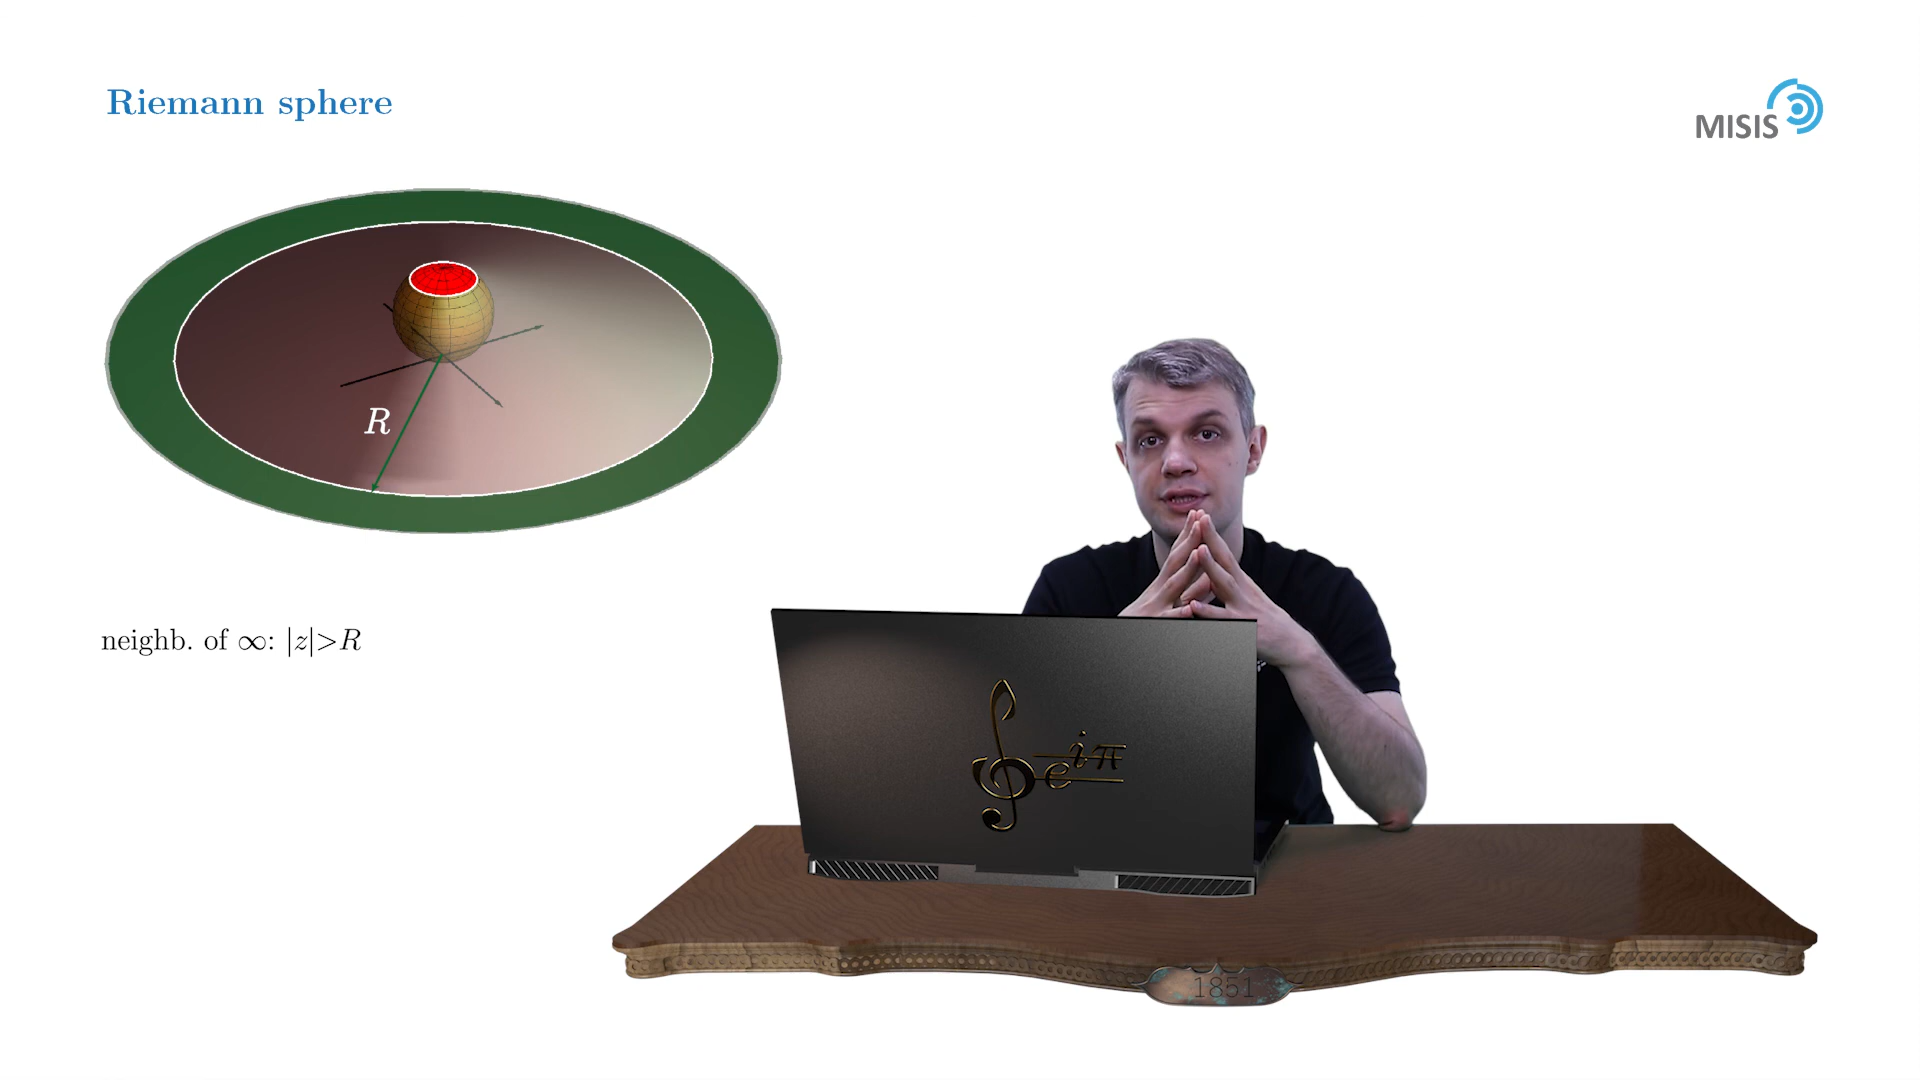 Riemann sphere
MISIS
R
neighb. of ∞: |z|>R
e^{iπ}
1851